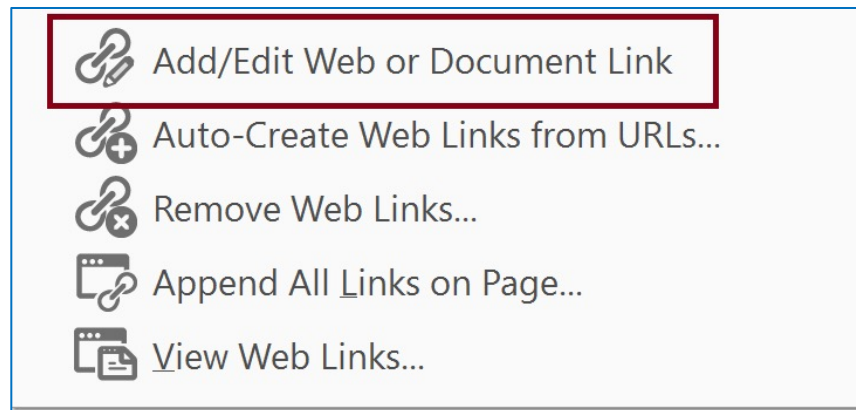 Add/Edit Web or Document Link
Auto-Create Web Links from URLs...
Remove Web Links...
Append All Links on Page...
View Web Links...